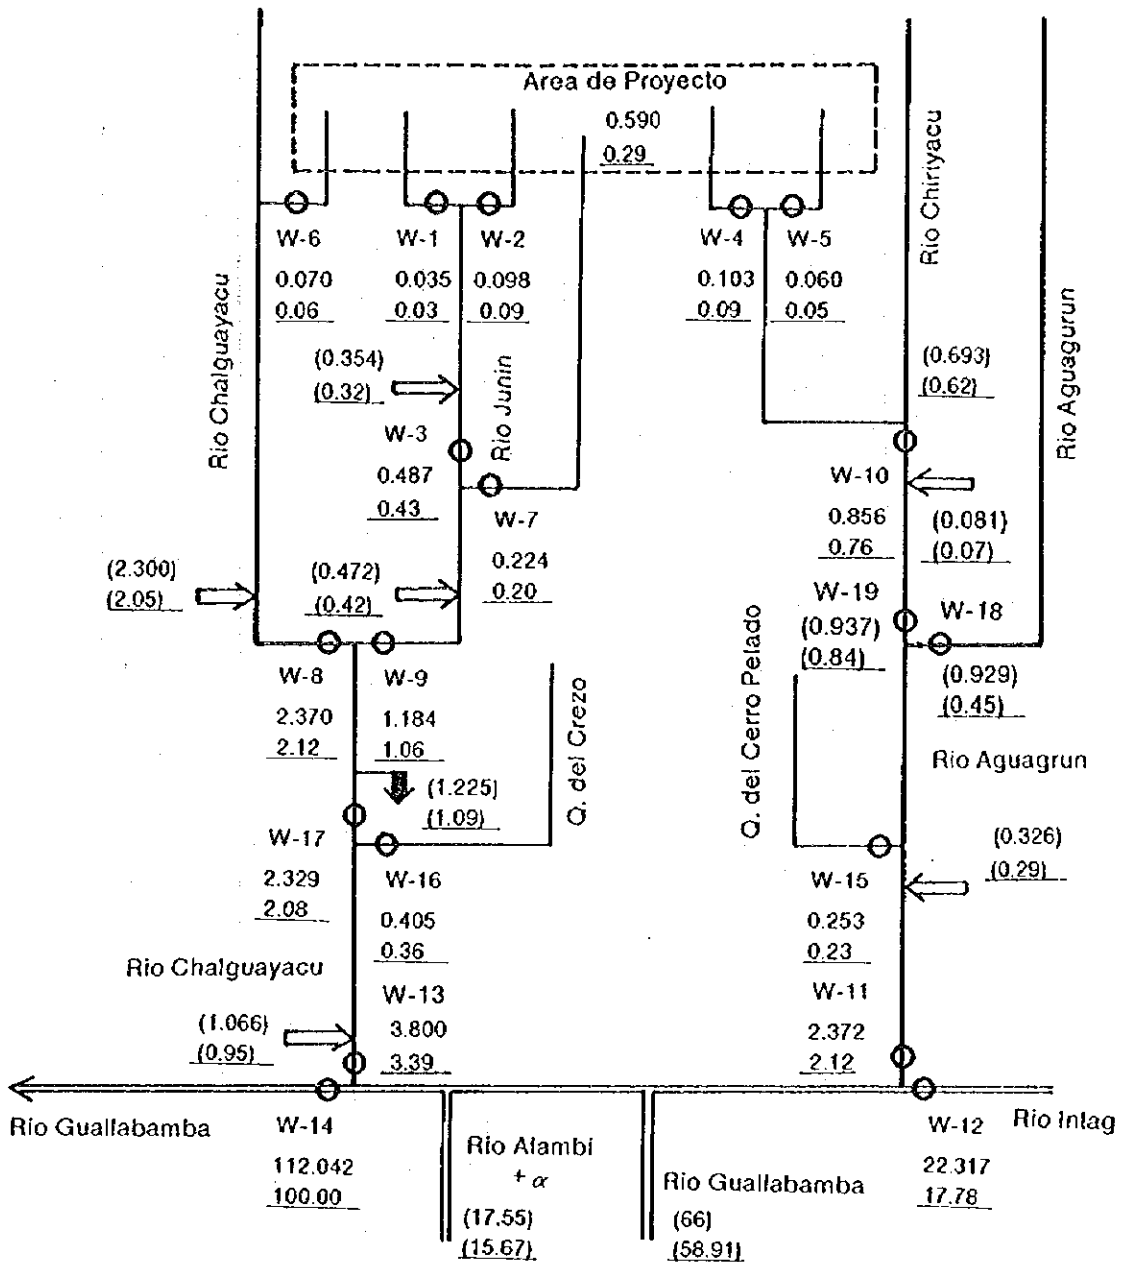 Area de Proyecto
0.590
0.29
Rio Chalguayacu
Rio Chiriyacu
Rio Aguagurun
W-6
0.070
0.06
W-1
0.035
0.03
W-2
0.098
0.09
W-4
0.103
0.09
W-5
0.060
0.05
(0.354)
(0.32)
Rio Junin
(0.693)
(0.62)
W-3
0.487
0.43
W-7
0.224
0.20
W-10
0.856
0.76
(0.081)
(0.07)
(2.300)
(2.05)
(0.472)
(0.42)
W-19
(0.937)
(0.84)
W-18
(0.929)
(0.45)
W-8
2.370
2.12
W-9
1.184
1.06
Q. del Crezo
Q. del Cerro Pelado
Rio Aguagrun
(1.225)
(1.09)
W-17
2.329
2.08
W-16
0.405
0.36
W-15
0.253
0.23
(0.326)
(0.29)
Rio Chalguayacu
(1.066)
(0.95)
W-13
3.800
3.39
W-11
2.372
2.12
Rio Guallabamba
W-14
112.042
100.00
Rio Alambi
+ α
(17.55)
(15.67)
Rio Guallabamba
(66)
(58.91)
W-12
22.317
17.78
Rio Intag